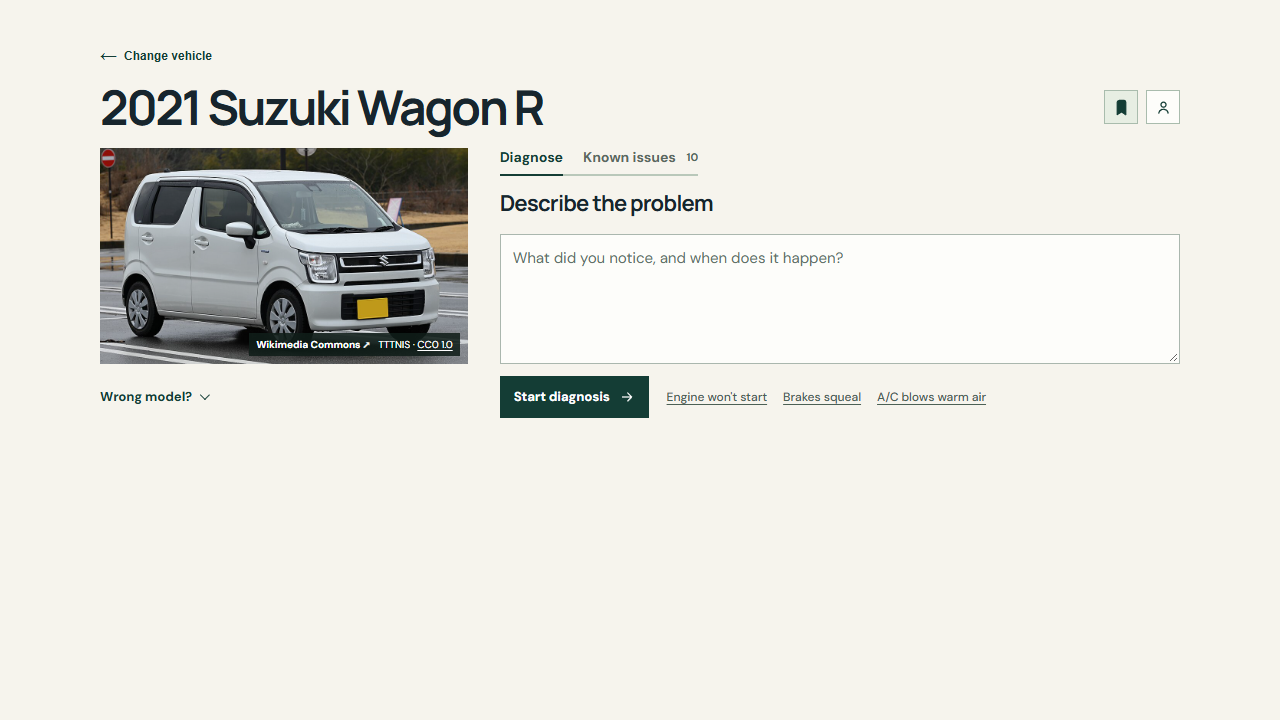 ← Change vehicle
2021 Suzuki Wagon R
Diagnose Known issues 10
Describe the problem
What did you notice, and when does it happen?
Wikimedia Commons ↗ TTTNIS · CC0 1.0
Wrong model?
Start diagnosis → Engine won't start Brakes squeal A/C blows warm air